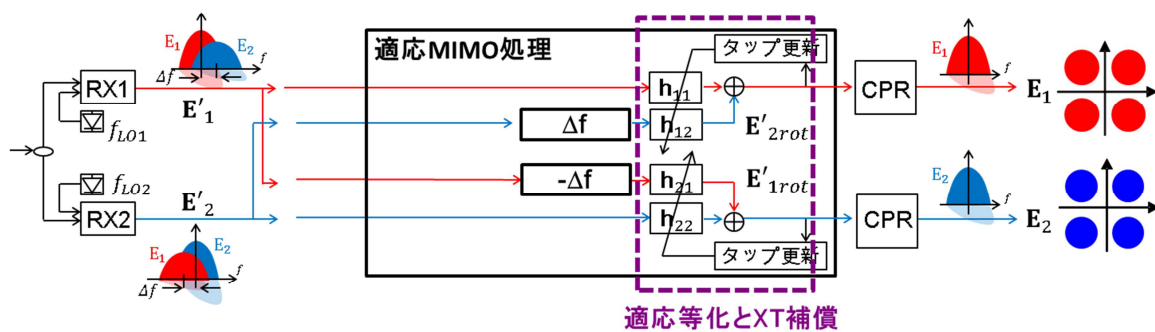 E₁
E₂
f
Δf
RX1
E'₁
f_LO1
f_LO2
RX2
E'₂
E₁
E₂
f
Δf
適応MIMO処理
タップ更新
h₁₁
h₁₂
Δf
E'₂rot
-Δf
h₂₁
E'₁rot
h₂₂
タップ更新
適応等化とXT補償
CPR
E₁
f
E₁
CPR
E₂
f
E₂